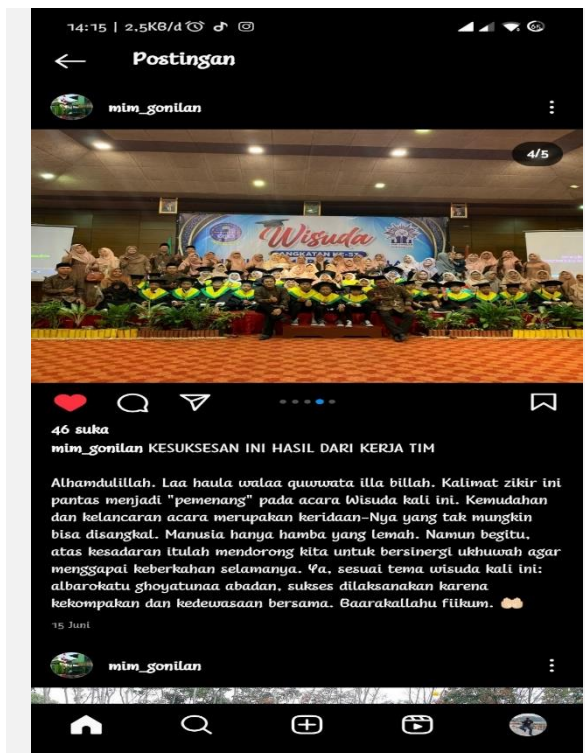 14:15 | 2,5KB/d
65
Postingan
mim_gonilan
4/5
Wisuda
46 suka
mim_gonilan KESUKSESAN INI HASIL DARI KERJA TIM
Alhamdulillah. Laa haula walaa quwwata illa billah. Kalimat zikir ini
pantas menjadi "pemenang" pada acara Wisuda kali ini. Kemudahan
dan kelancaran acara merupakan keridaan-Nya yang tak mungkin
bisa disangkal. Manusia hanya hamba yang lemah. Namun begitu,
atas kesadaran itulah mendorong kita untuk bersinergi ukhuwah agar
menggapai keberkahan selamanya. Ya, sesuai tema wisuda kali ini:
albarokatu ghoyatunaa abadan, sukses dilaksanakan karena
kekompakan dan kedewasaan bersama. Baarakallahu fiikum. 🤲🏻
15 Juni
mim_gonilan